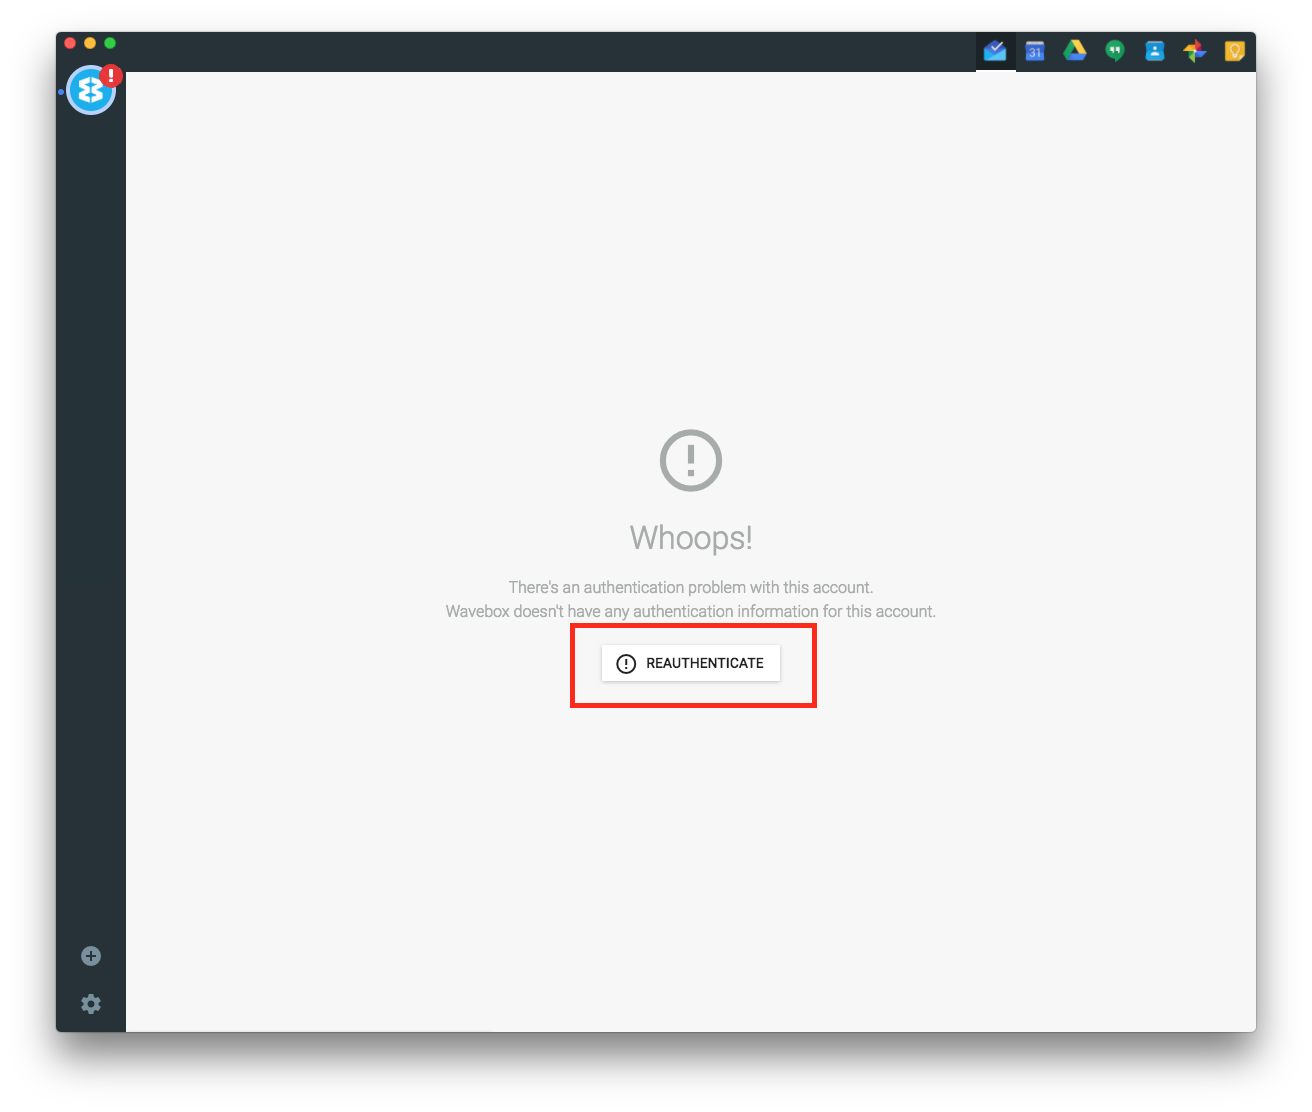 31
Whoops!
There's an authentication problem with this account.
Wavebox doesn't have any authentication information for this account.
REAUTHENTICATE